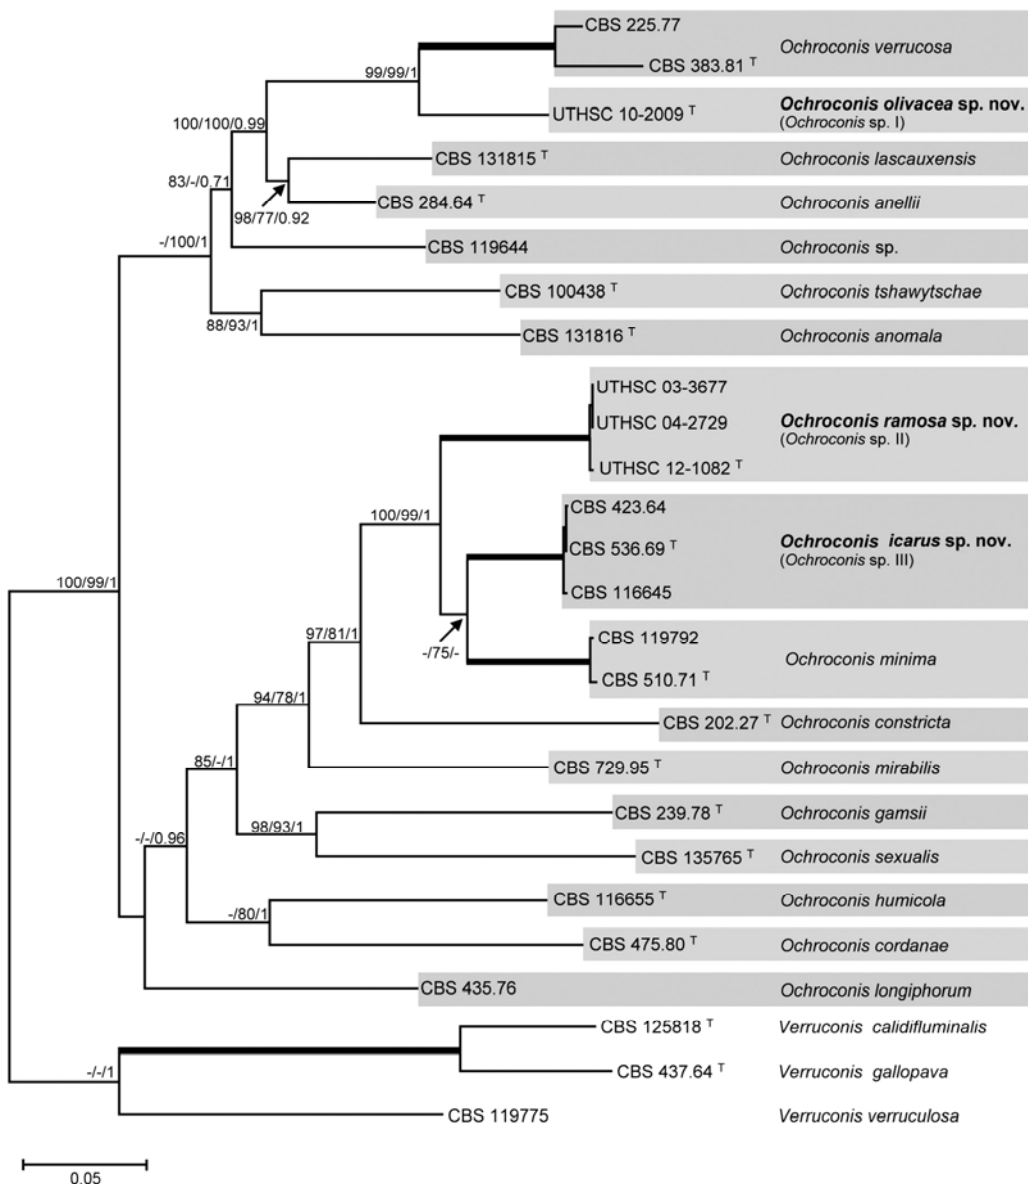 CBS 225.77
Ochroconis verrucosa
CBS 383.81 T
99/99/1
UTHSC 10-2009 T
Ochroconis olivacea sp. nov.
(Ochroconis sp. I)
100/100/0.99
CBS 131815 T
Ochroconis lascauxensis
83/-/0.71
98/77/0.92
CBS 284.64 T
Ochroconis anellii
-/100/1
CBS 119644
Ochroconis sp.
CBS 100438 T
Ochroconis tshawytschae
88/93/1
CBS 131816 T
Ochroconis anomala
UTHSC 03-3677
UTHSC 04-2729
Ochroconis ramosa sp. nov.
(Ochroconis sp. II)
UTHSC 12-1082 T
100/99/1
CBS 423.64
CBS 536.69 T
Ochroconis icarus sp. nov.
(Ochroconis sp. III)
CBS 116645
100/99/1
97/81/1
-/75/-
CBS 119792
Ochroconis minima
CBS 510.71 T
94/78/1
CBS 202.27 T
Ochroconis constricta
85/-/1
CBS 729.95 T
Ochroconis mirabilis
CBS 239.78 T
Ochroconis gamsii
98/93/1
-/-/0.96
CBS 135765 T
Ochroconis sexualis
CBS 116655 T
Ochroconis humicola
-/80/1
CBS 475.80 T
Ochroconis cordanae
CBS 435.76
Ochroconis longiphorum
CBS 125818 T
Verruconis calidifluminalis
-/-/1
CBS 437.64 T
Verruconis gallopava
CBS 119775
Verruconis verruculosa
0.05